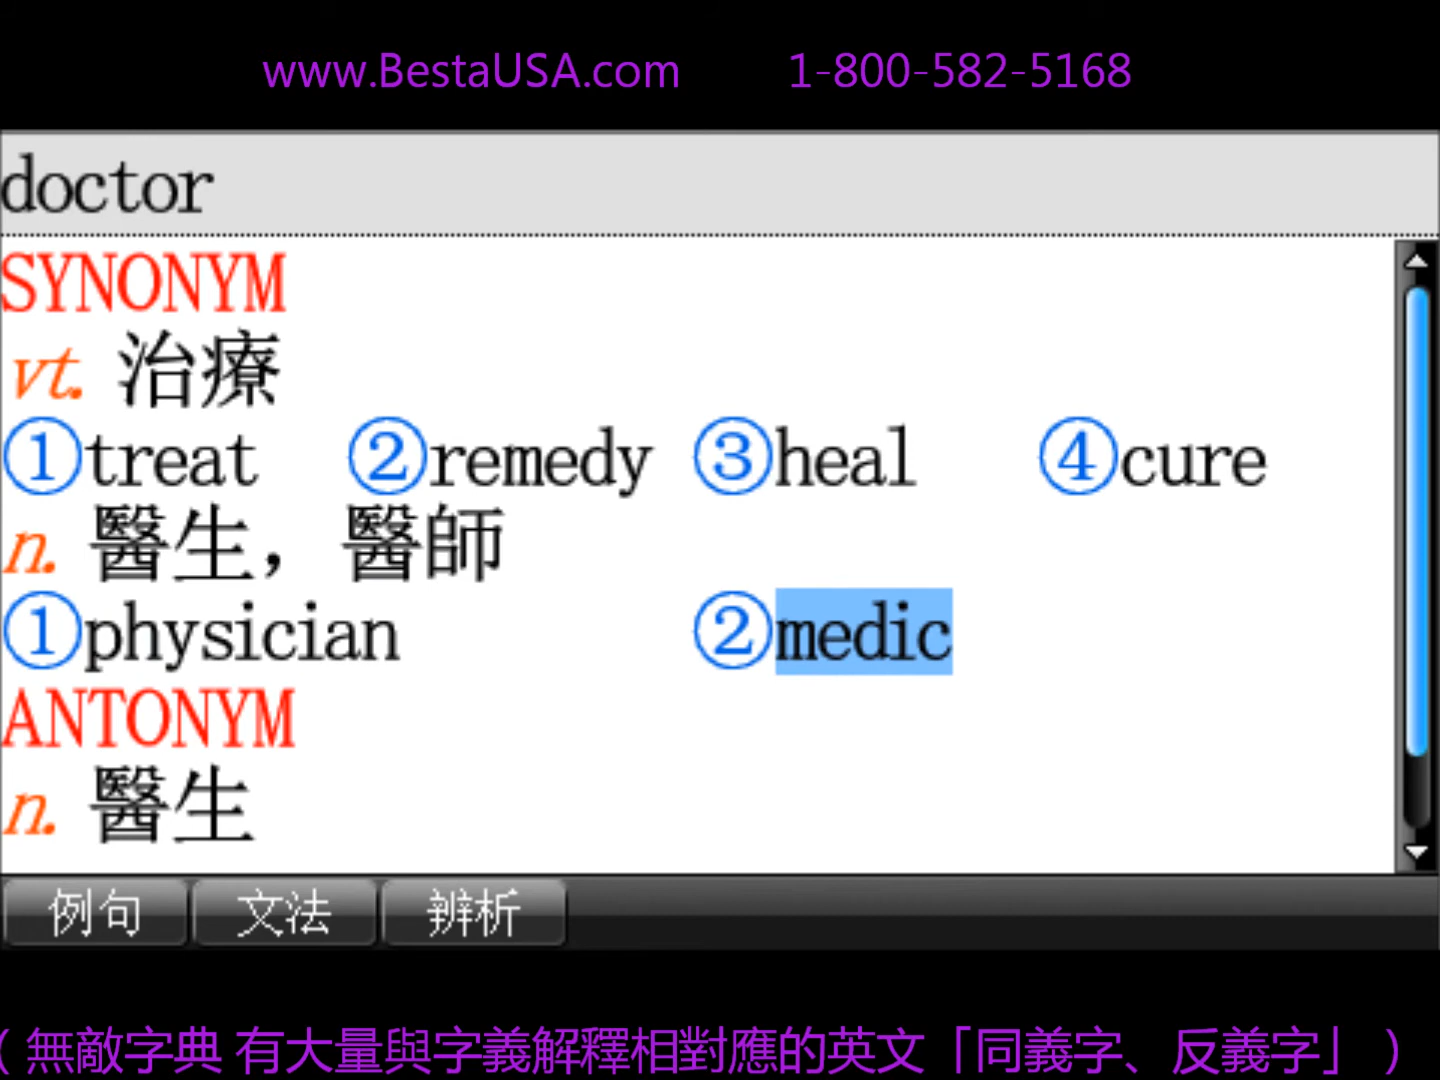 www.BestaUSA.com 1-800-582-5168
doctor
SYNONYM
vt. 治療
①treat ②remedy ③heal ④cure
n. 醫生，醫師
①physician ②medic
ANTONYM
n. 醫生
例句 文法 辨析
（無敵字典 有大量與字義解釋相對應的英文「同義字、反義字」）